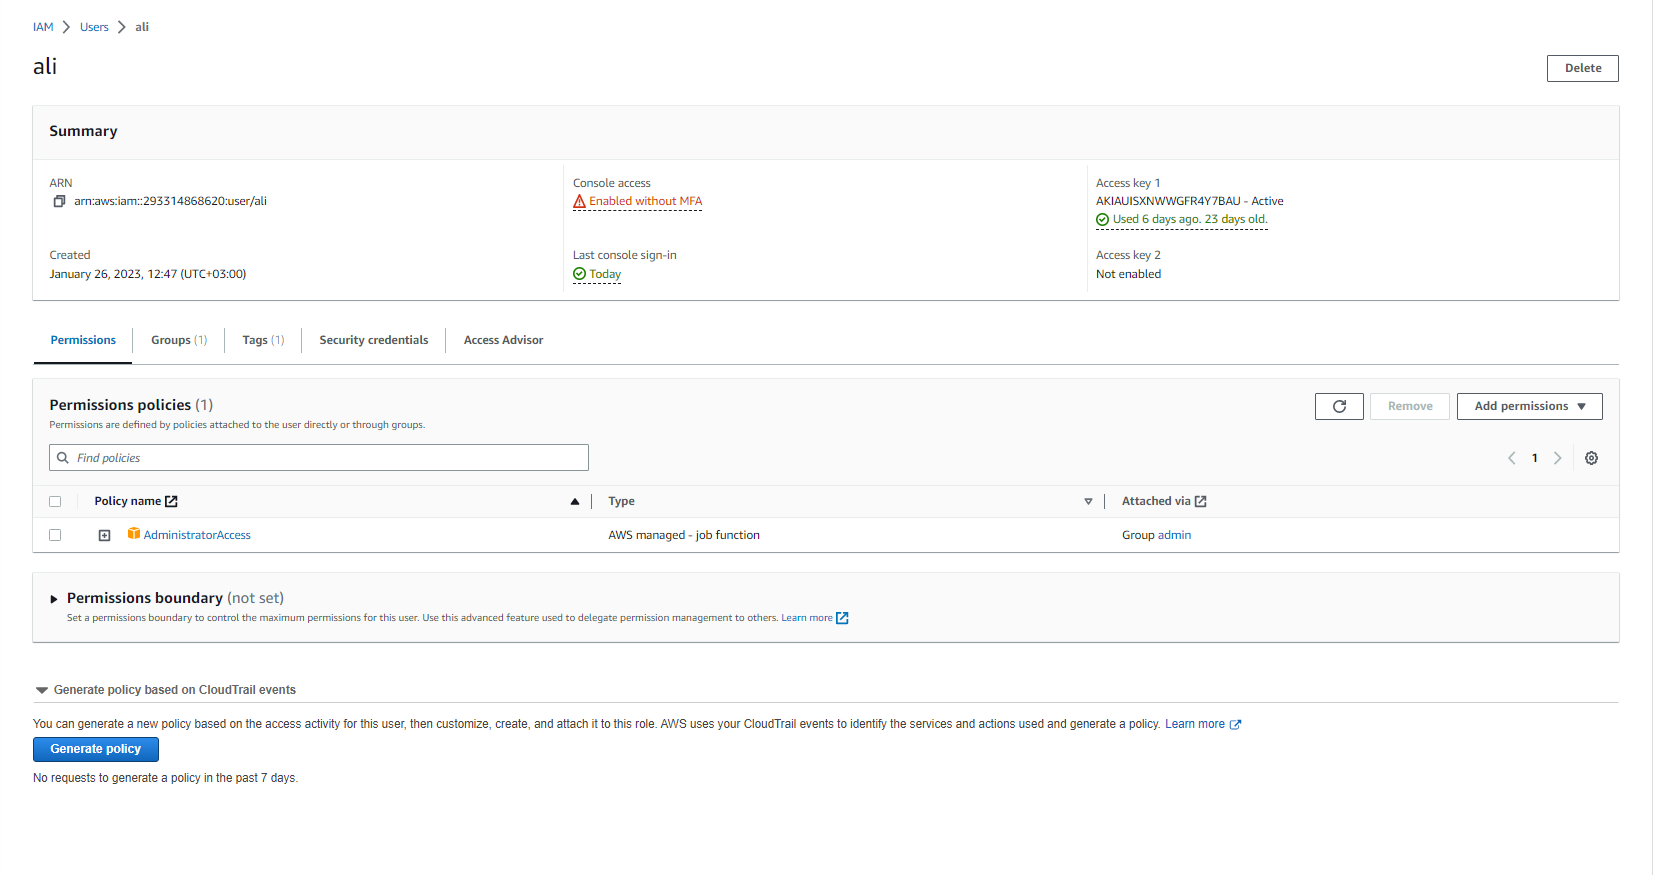 IAM > Users > ali
ali
Delete
Summary
ARN
arn:aws:iam::293314868620:user/ali
Console access
Enabled without MFA
Access key 1
AKIAUISXNWWGFR4Y7BAU - Active
Used 6 days ago. 23 days old.
Created
January 26, 2023, 12:47 (UTC+03:00)
Last console sign-in
Today
Access key 2
Not enabled
Permissions
Groups (1)
Tags (1)
Security credentials
Access Advisor
Permissions policies (1)
Permissions are defined by policies attached to the user directly or through groups.
Remove
Add permissions
Find policies
1
Policy name
Type
Attached via
AdministratorAccess
AWS managed - job function
Group admin
Permissions boundary (not set)
Set a permissions boundary to control the maximum permissions for this user. Use this advanced feature used to delegate permission management to others. Learn more
Generate policy based on CloudTrail events
You can generate a new policy based on the access activity for this user, then customize, create, and attach it to this role. AWS uses your CloudTrail events to identify the services and actions used and generate a policy. Learn more
Generate policy
No requests to generate a policy in the past 7 days.